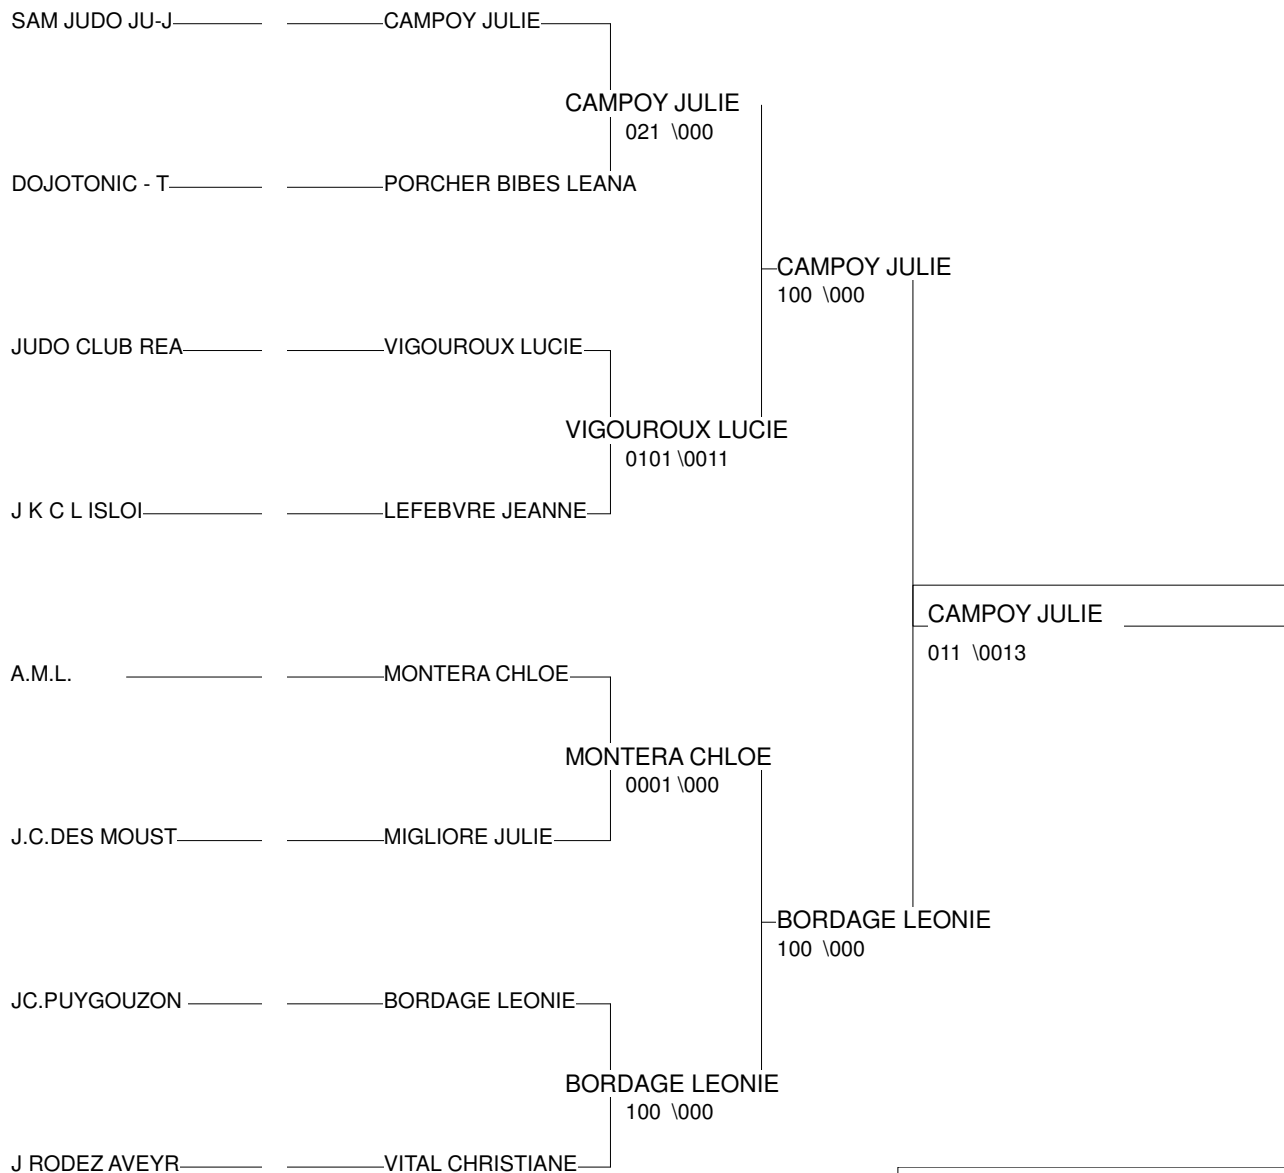 SAM JUDO JU-J CAMPOY JULIE
CAMPOY JULIE
021 \000
DOJOTONIC - T PORCHER BIBES LEANA
CAMPOY JULIE
100 \000
JUDO CLUB REA VIGOUROUX LUCIE
VIGOUROUX LUCIE
0101 \0011
J K C L ISLOI LEFEBVRE JEANNE
CAMPOY JULIE
011 \0013
A.M.L. MONTERA CHLOE
MONTERA CHLOE
0001 \000
J.C.DES MOUST MIGLIORE JULIE
BORDAGE LEONIE
100 \000
JC.PUYGOUZON BORDAGE LEONIE
BORDAGE LEONIE
100 \000
J RODEZ AVEYR VITAL CHRISTIANE